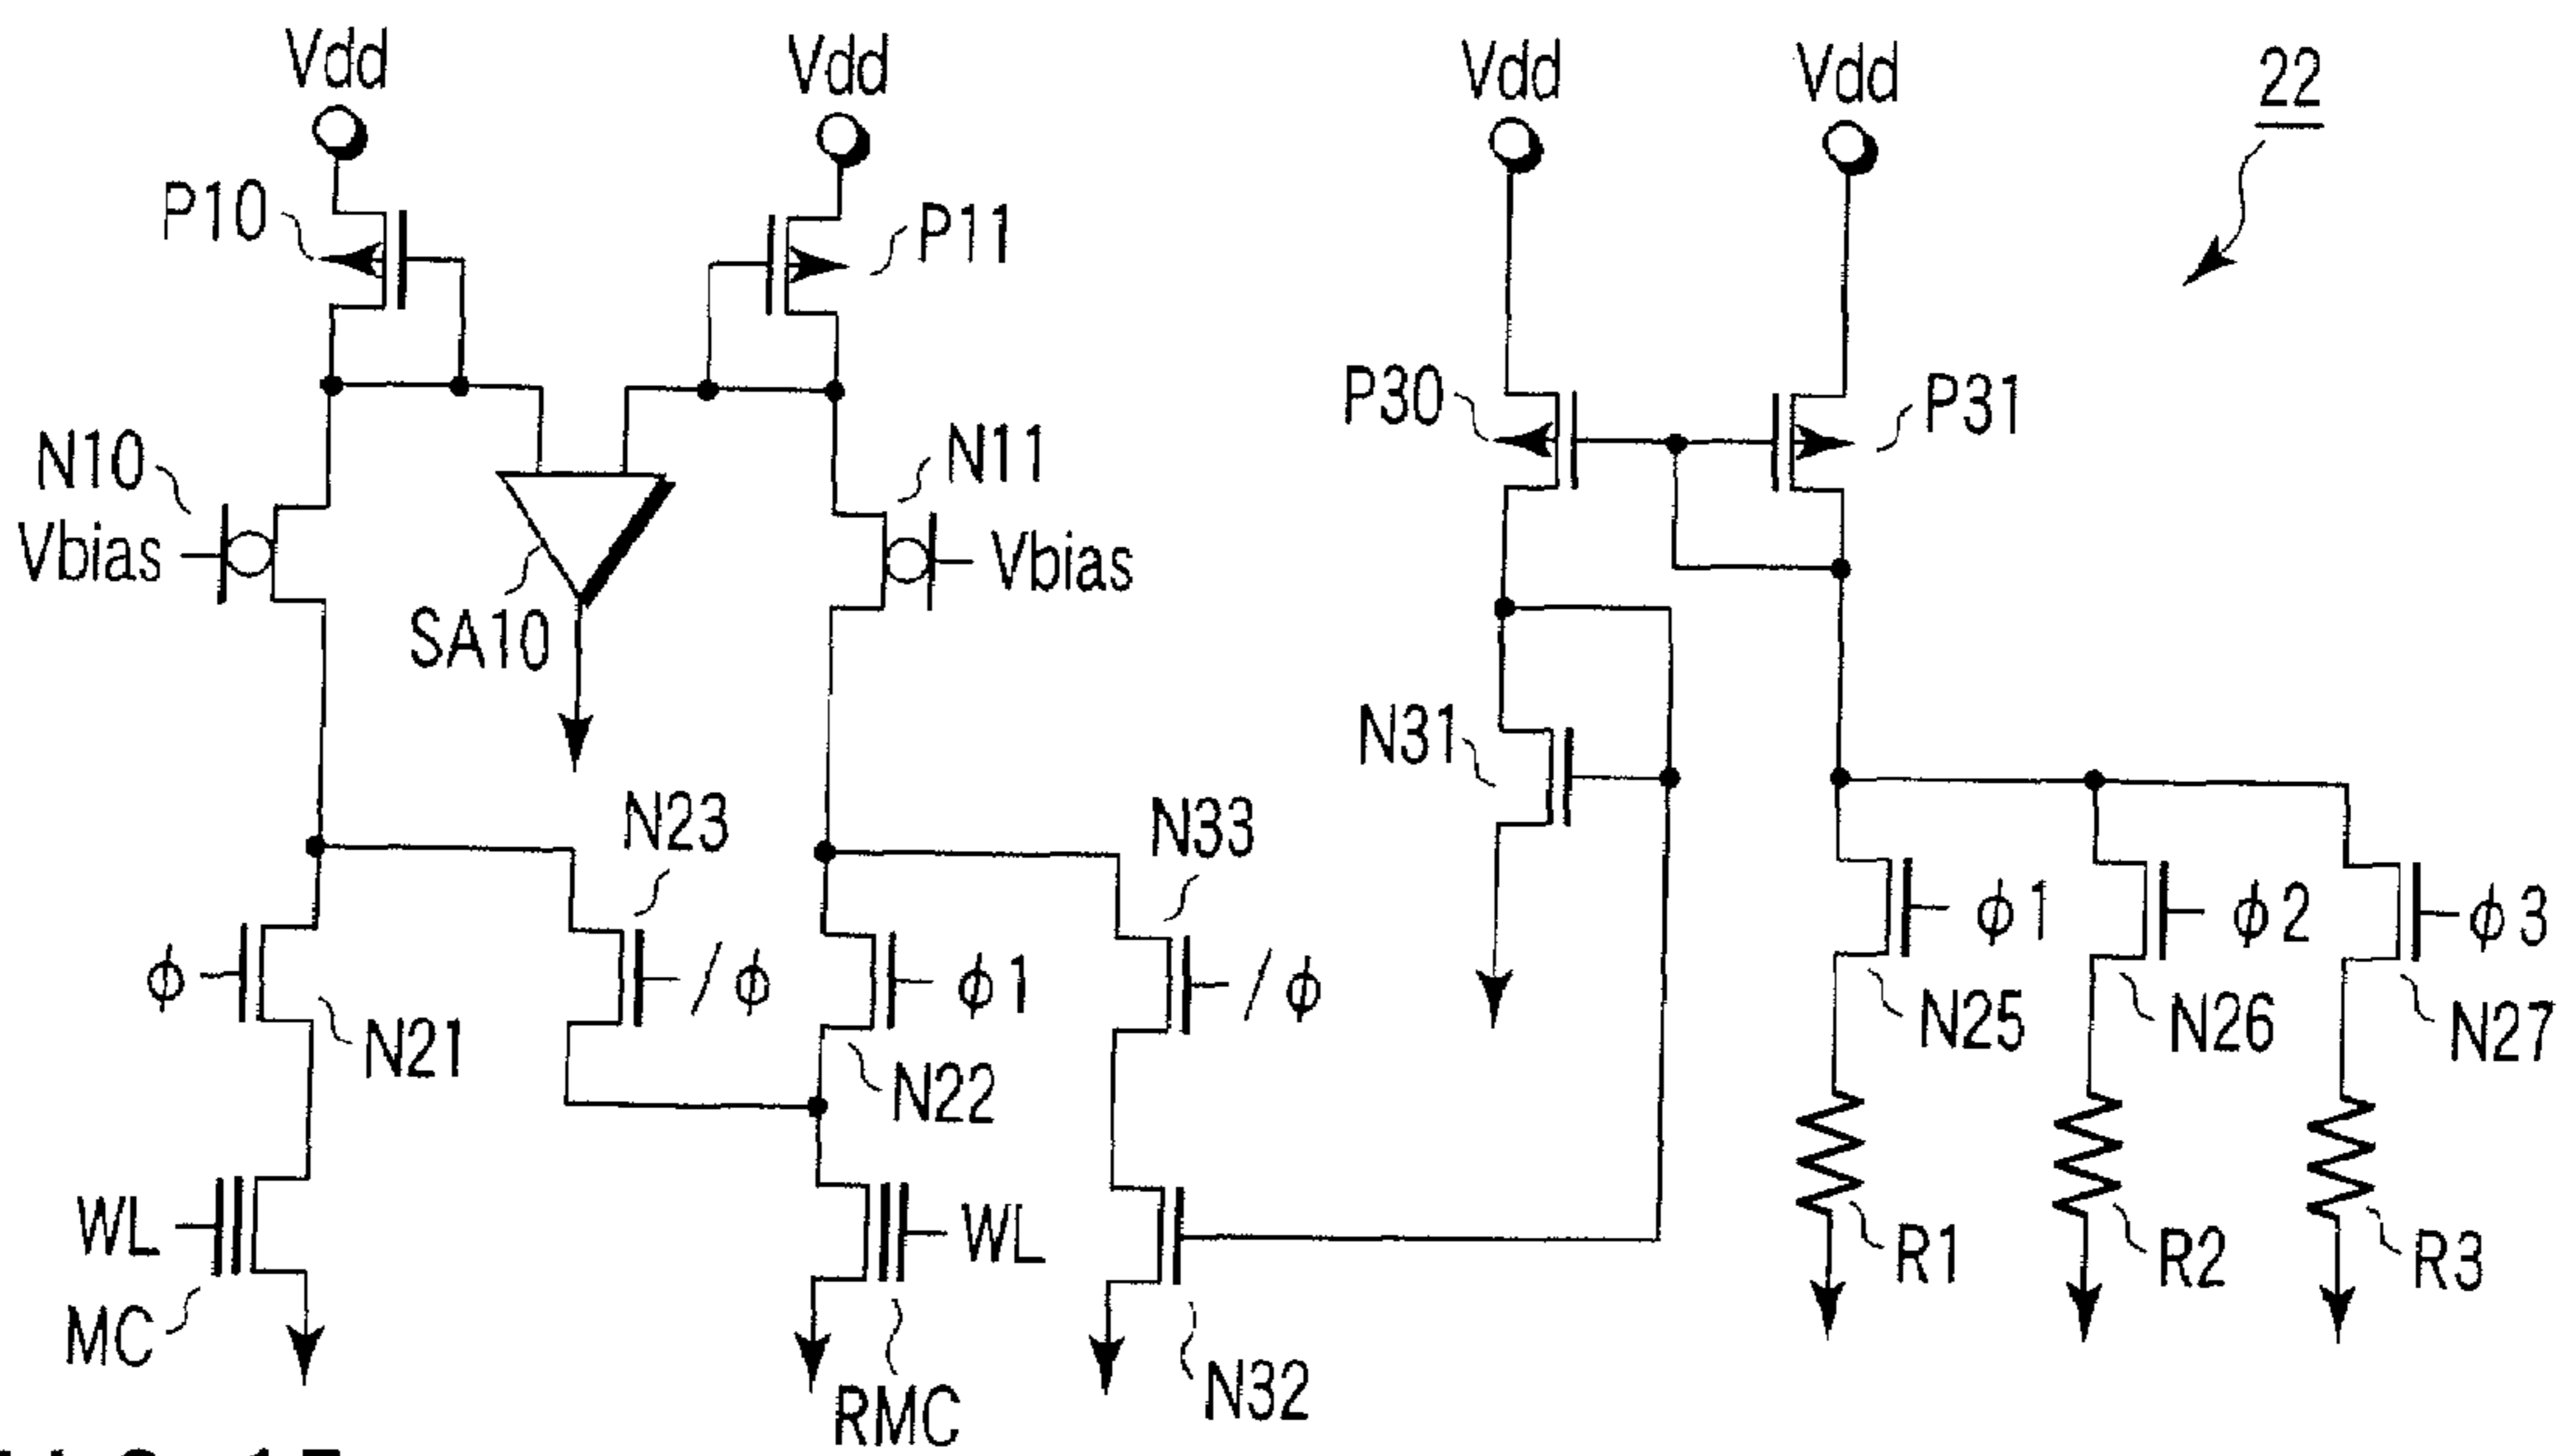 Vdd
Vdd
Vdd
Vdd
22
P10
P11
P30
P31
N10
N11
Vbias
Vbias
SA10
N31
N23
N33
ϕ
/ϕ
ϕ1
/ϕ
ϕ1
ϕ2
ϕ3
N21
N22
N25
N26
N27
WL
WL
R1
R2
R3
MC
RMC
N32